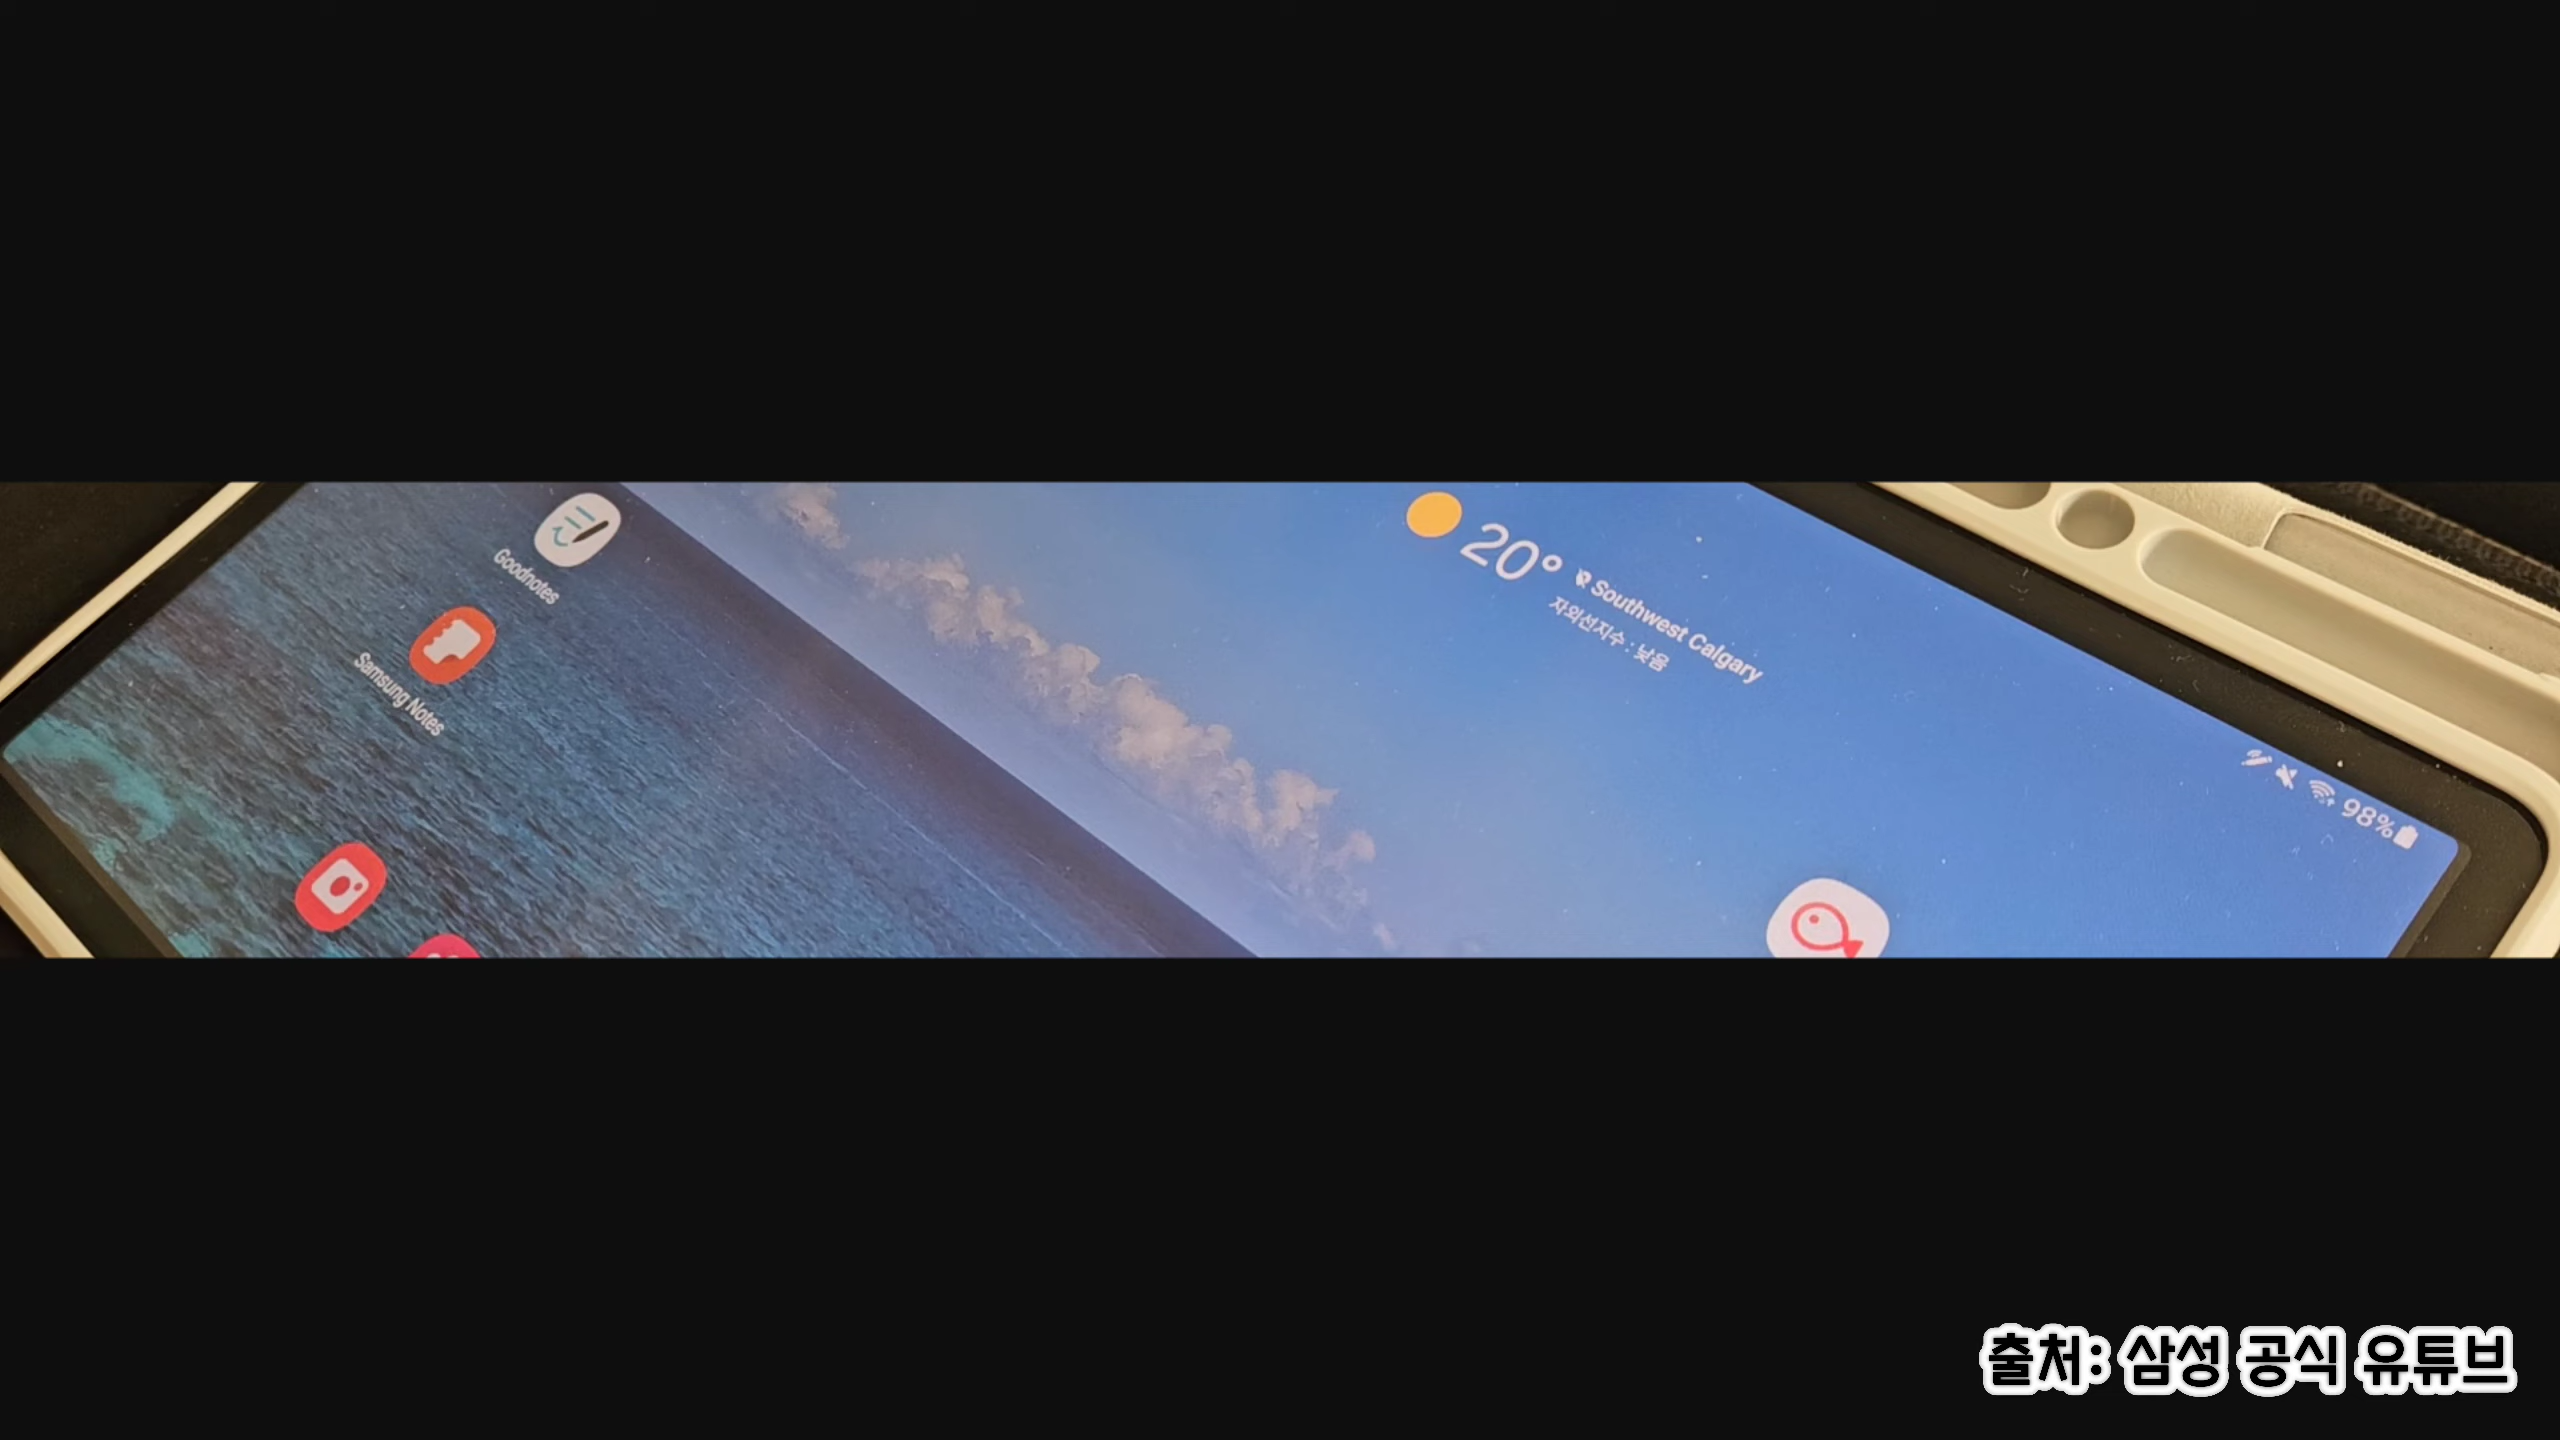 Goodnotes
Samsung Notes
20°
Southwest Calgary
자외선지수 : 낮음
98%
출처: 삼성 공식 유튜브